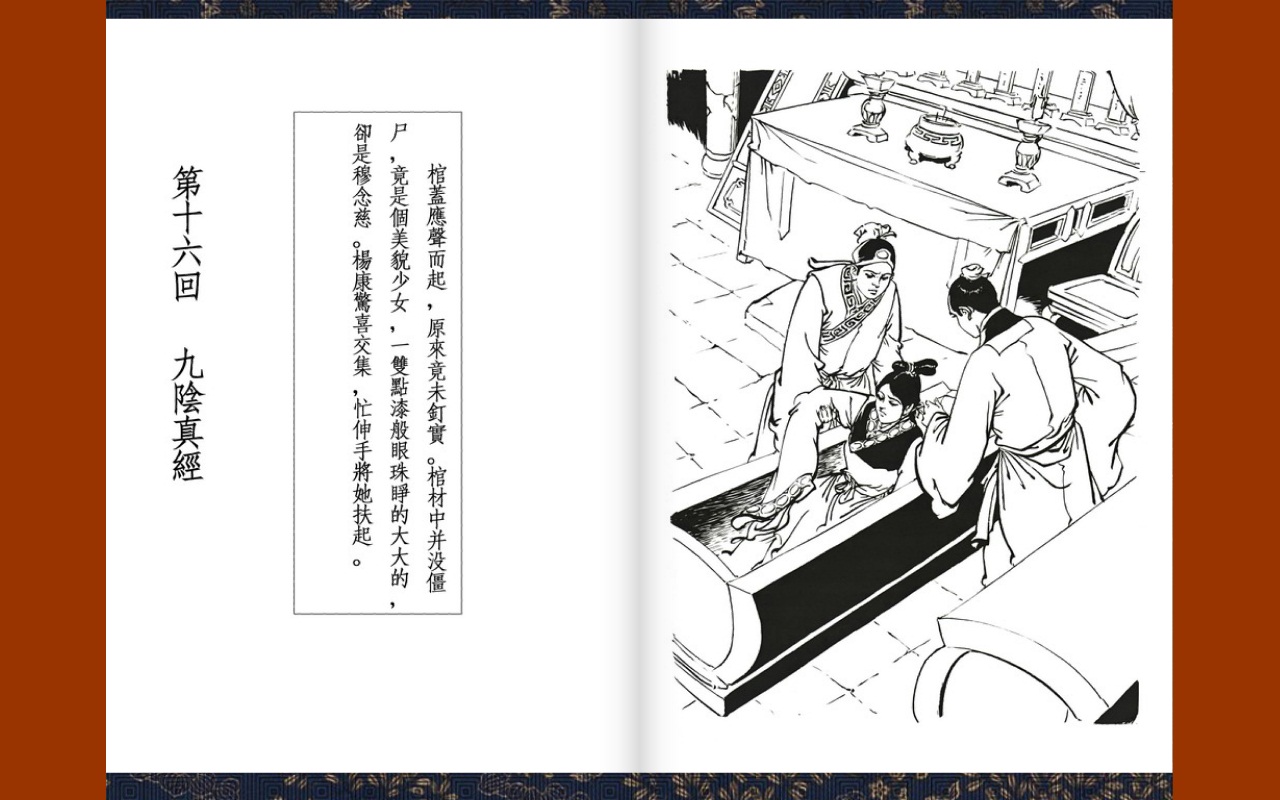 棺蓋應聲而起，原來竟未釘實。棺材中并没僵
尸，竟是個美貌少女，一雙點漆般眼珠睜的大大的，
卻是穆念慈。楊康驚喜交集，忙伸手將她扶起。
第十六回　九陰真經